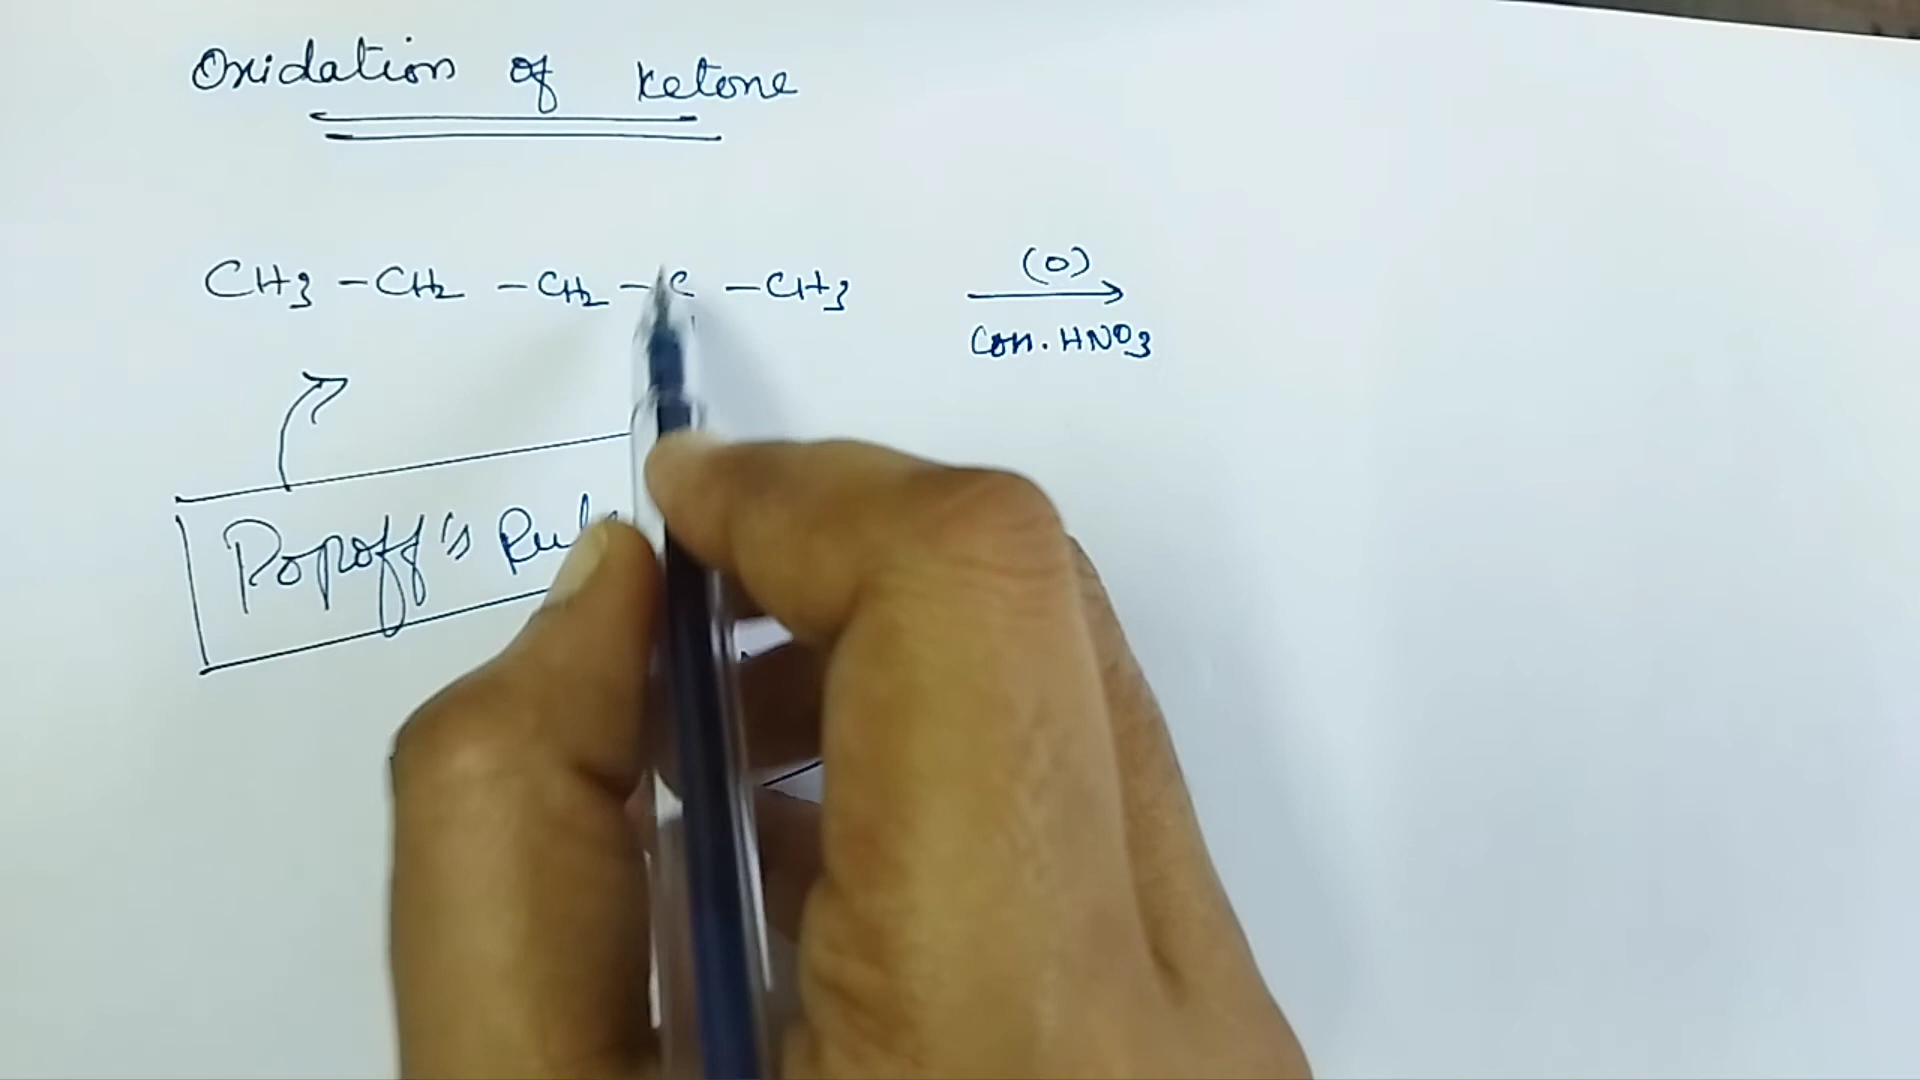 Oxidation of Ketone
CH3 - CH2 - CH2 - C - CH3 (O)
Con. HNO3
Popoff's